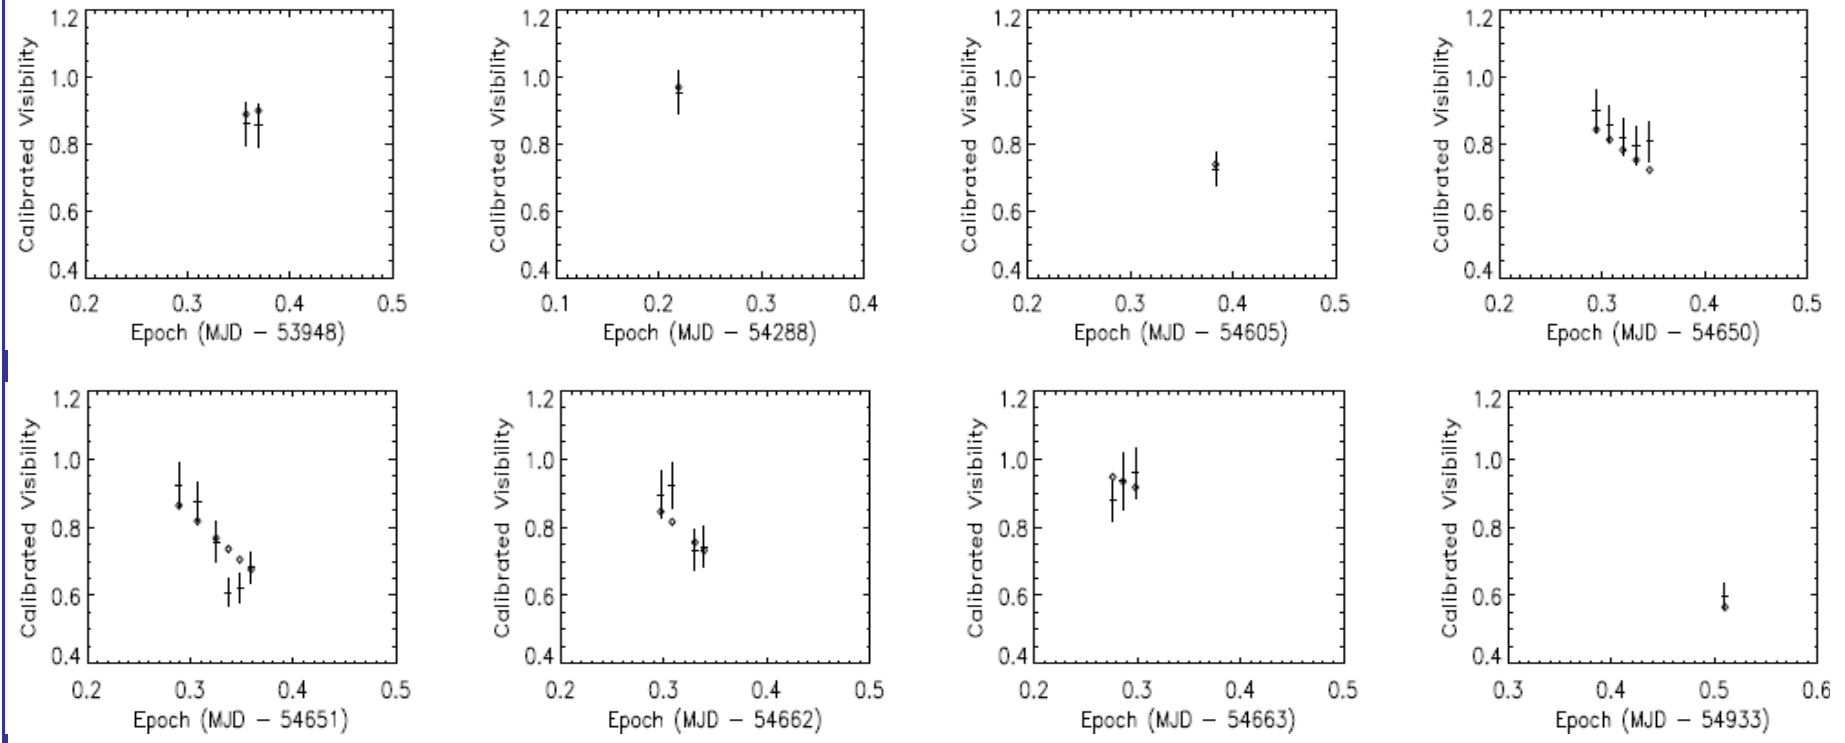 1.2 1.2 1.2 1.2
1.0 1.0 1.0 1.0
0.8 0.8 0.8 0.8
0.6 0.6 0.6 0.6
0.4 0.4 0.4 0.4
Calibrated Visibility Calibrated Visibility Calibrated Visibility Calibrated Visibility
0.2 0.3 0.4 0.5 0.1 0.2 0.3 0.4 0.2 0.3 0.4 0.5 0.2 0.3 0.4 0.5
Epoch (MJD − 53948) Epoch (MJD − 54288) Epoch (MJD − 54605) Epoch (MJD − 54650)
1.2 1.2 1.2 1.2
1.0 1.0 1.0 1.0
0.8 0.8 0.8 0.8
0.6 0.6 0.6 0.6
0.4 0.4 0.4 0.4
Calibrated Visibility Calibrated Visibility Calibrated Visibility Calibrated Visibility
0.2 0.3 0.4 0.5 0.2 0.3 0.4 0.5 0.2 0.3 0.4 0.5 0.3 0.4 0.5 0.6
Epoch (MJD − 54651) Epoch (MJD − 54662) Epoch (MJD − 54663) Epoch (MJD − 54933)